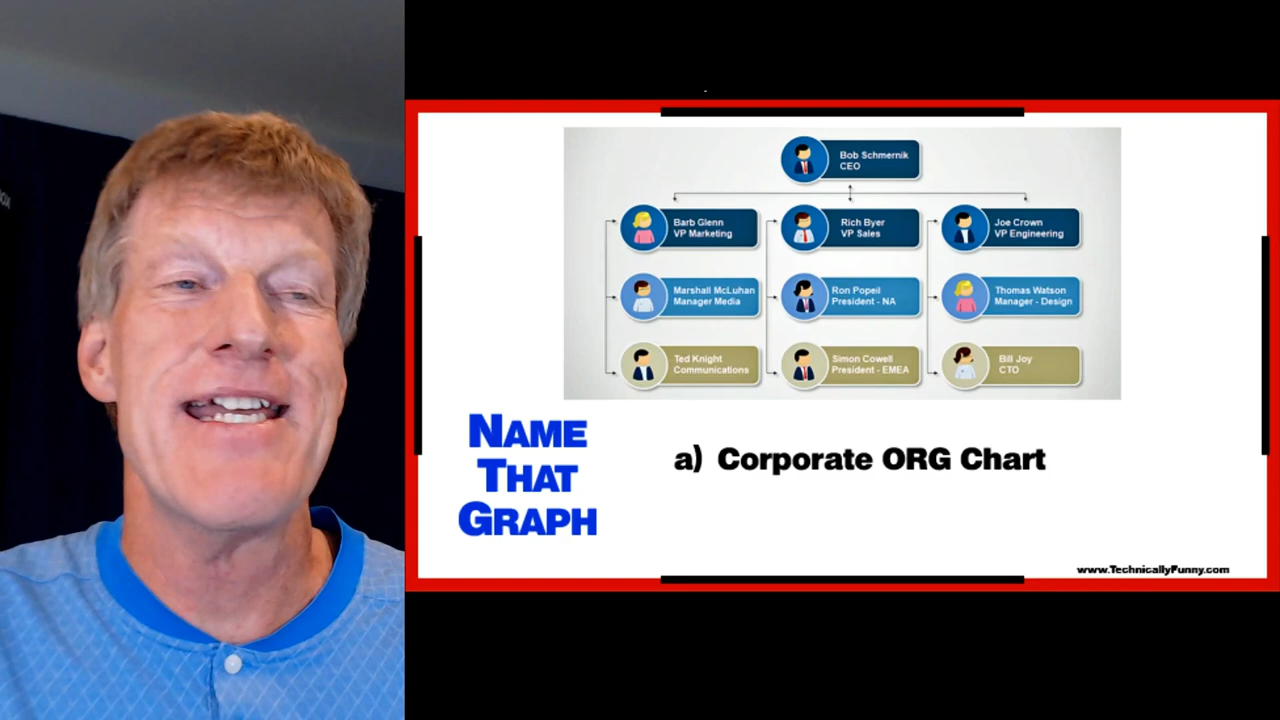 Bob Schmernik
CEO
Barb Glenn
VP Marketing
Rich Byer
VP Sales
Joe Crown
VP Engineering
Marshall McLuhan
Manager Media
Ron Popeil
President - NA
Thomas Watson
Manager - Design
Ted Knight
Communications
Simon Cowell
President - EMEA
Bill Joy
CTO
NAME
THAT
GRAPH
a) Corporate ORG Chart
www.TechnicallyFunny.com